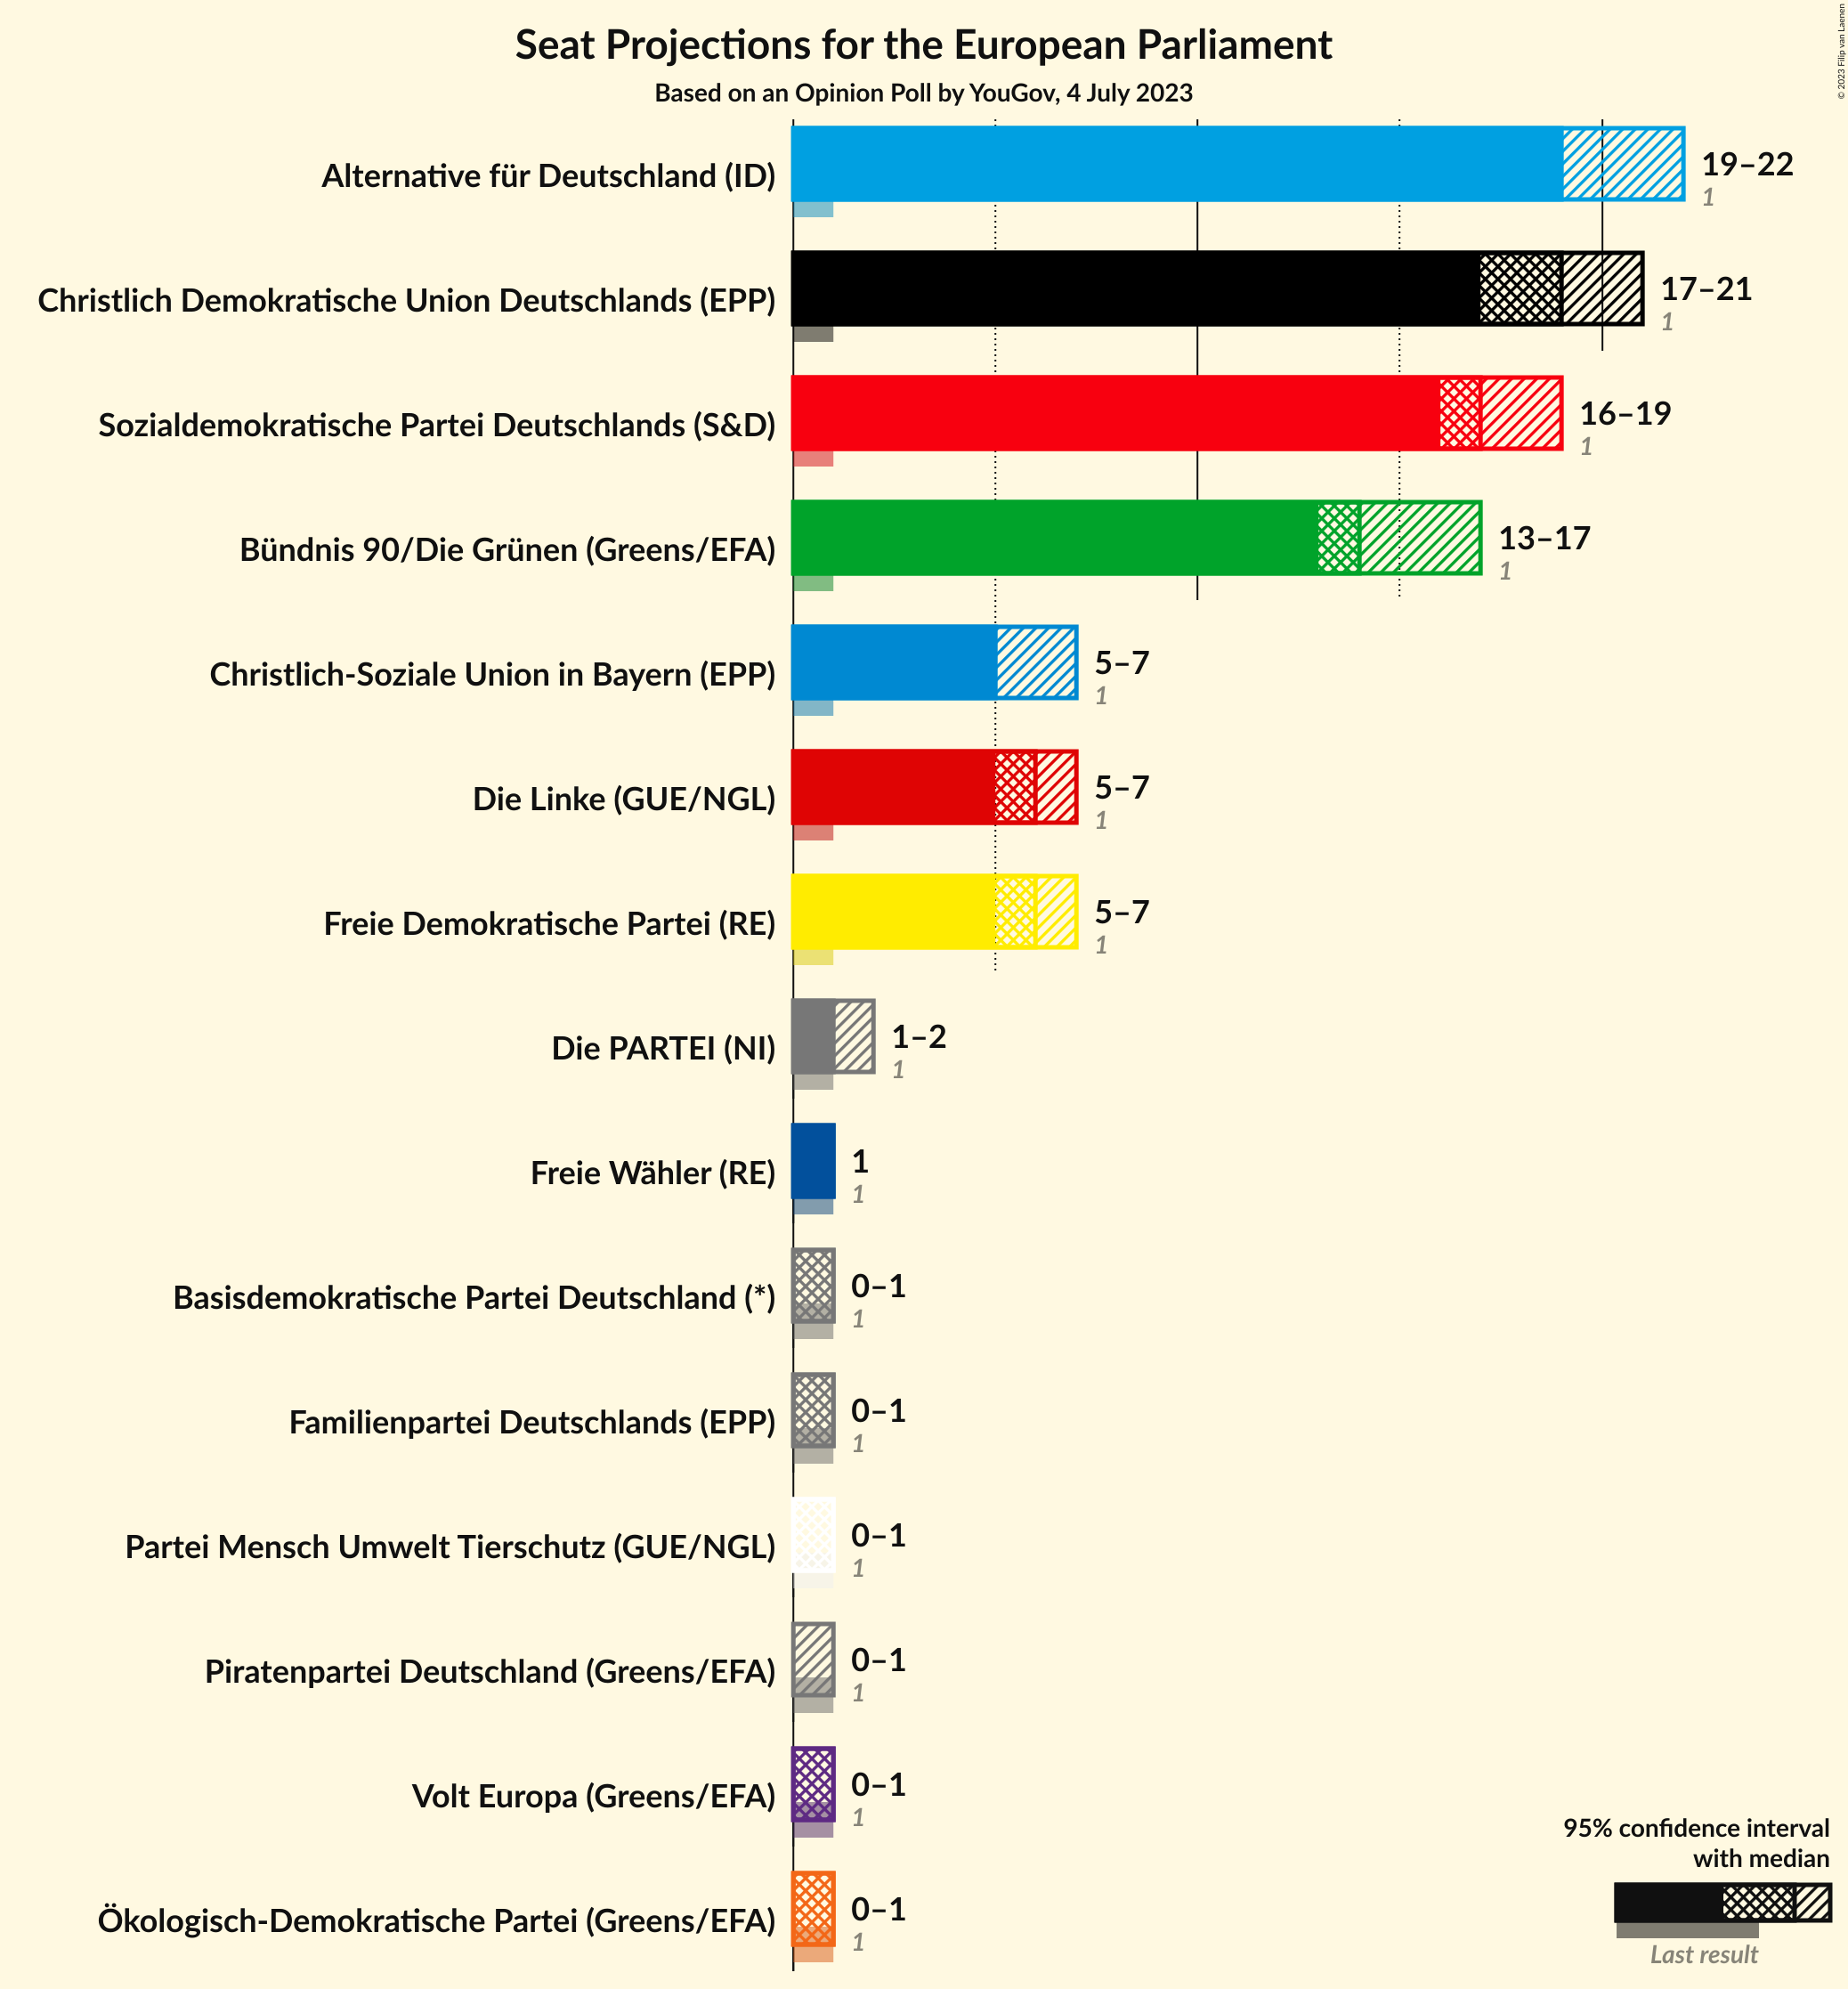 Seat Projections for the European Parliament
Based on an Opinion Poll by YouGov, 4 July 2023
© 2023 Filip van Laenen
Alternative für Deutschland (ID)
19–22
1
Christlich Demokratische Union Deutschlands (EPP)
17–21
1
Sozialdemokratische Partei Deutschlands (S&D)
16–19
1
Bündnis 90/Die Grünen (Greens/EFA)
13–17
1
Christlich-Soziale Union in Bayern (EPP)
5–7
1
Die Linke (GUE/NGL)
5–7
1
Freie Demokratische Partei (RE)
5–7
1
Die PARTEI (NI)
1–2
1
Freie Wähler (RE)
1
1
Basisdemokratische Partei Deutschland (*)
0–1
1
Familienpartei Deutschlands (EPP)
0–1
1
Partei Mensch Umwelt Tierschutz (GUE/NGL)
0–1
1
Piratenpartei Deutschland (Greens/EFA)
0–1
1
Volt Europa (Greens/EFA)
0–1
1
Ökologisch-Demokratische Partei (Greens/EFA)
0–1
1
95% confidence interval
with median
Last result